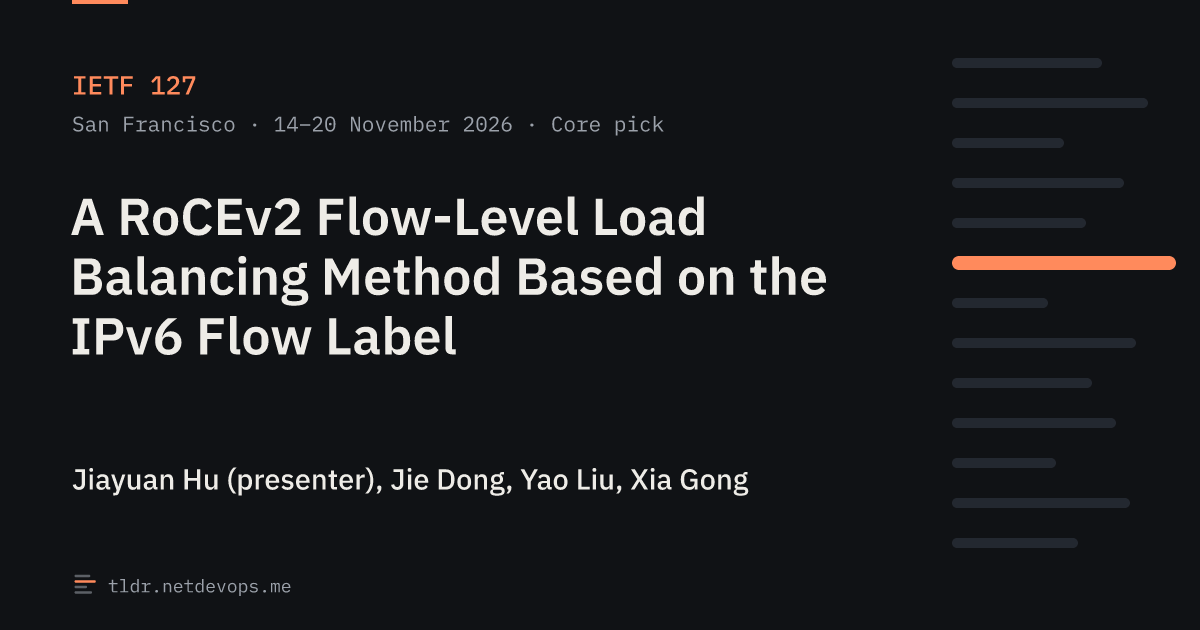 IETF 127
San Francisco · 14–20 November 2026 · Core pick
A RoCEv2 Flow-Level Load
Balancing Method Based on the
IPv6 Flow Label
Jiayuan Hu (presenter), Jie Dong, Yao Liu, Xia Gong
tldr.netdevops.me